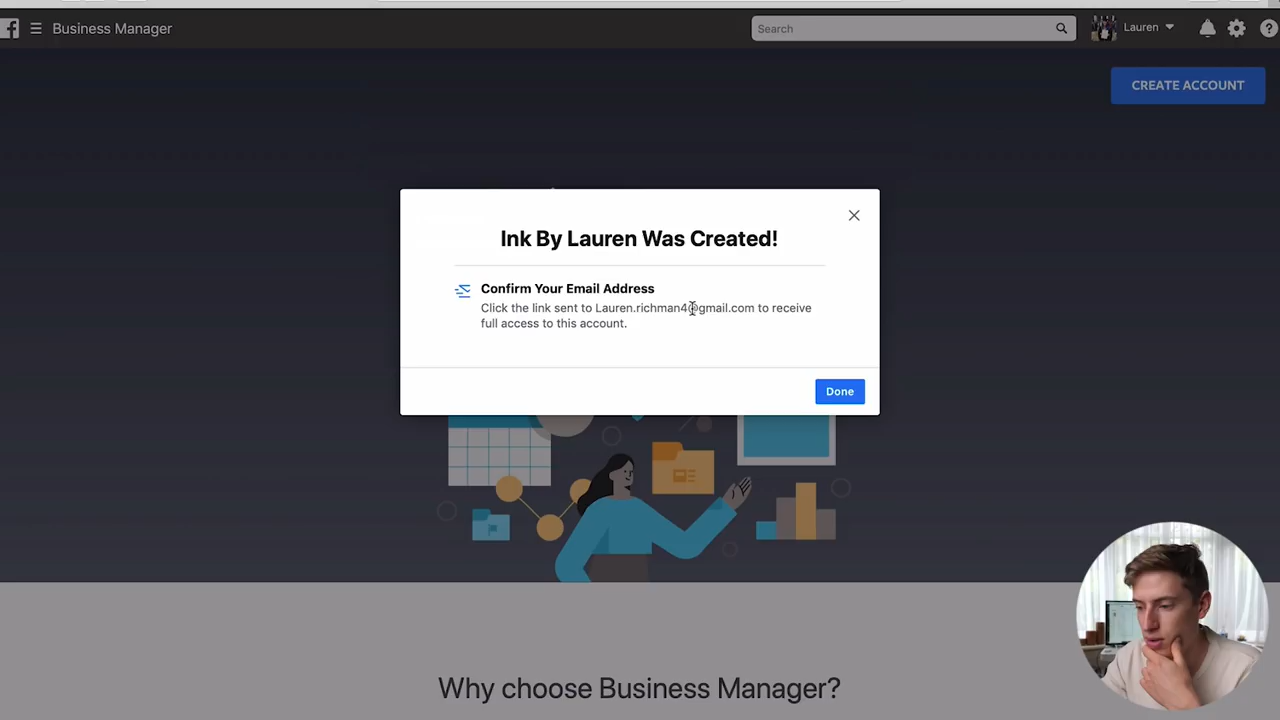 Business Manager
Search
Lauren
CREATE ACCOUNT
Ink By Lauren Was Created!
Confirm Your Email Address
Click the link sent to Lauren.richman4@gmail.com to receive
full access to this account.
Done
Why choose Business Manager?